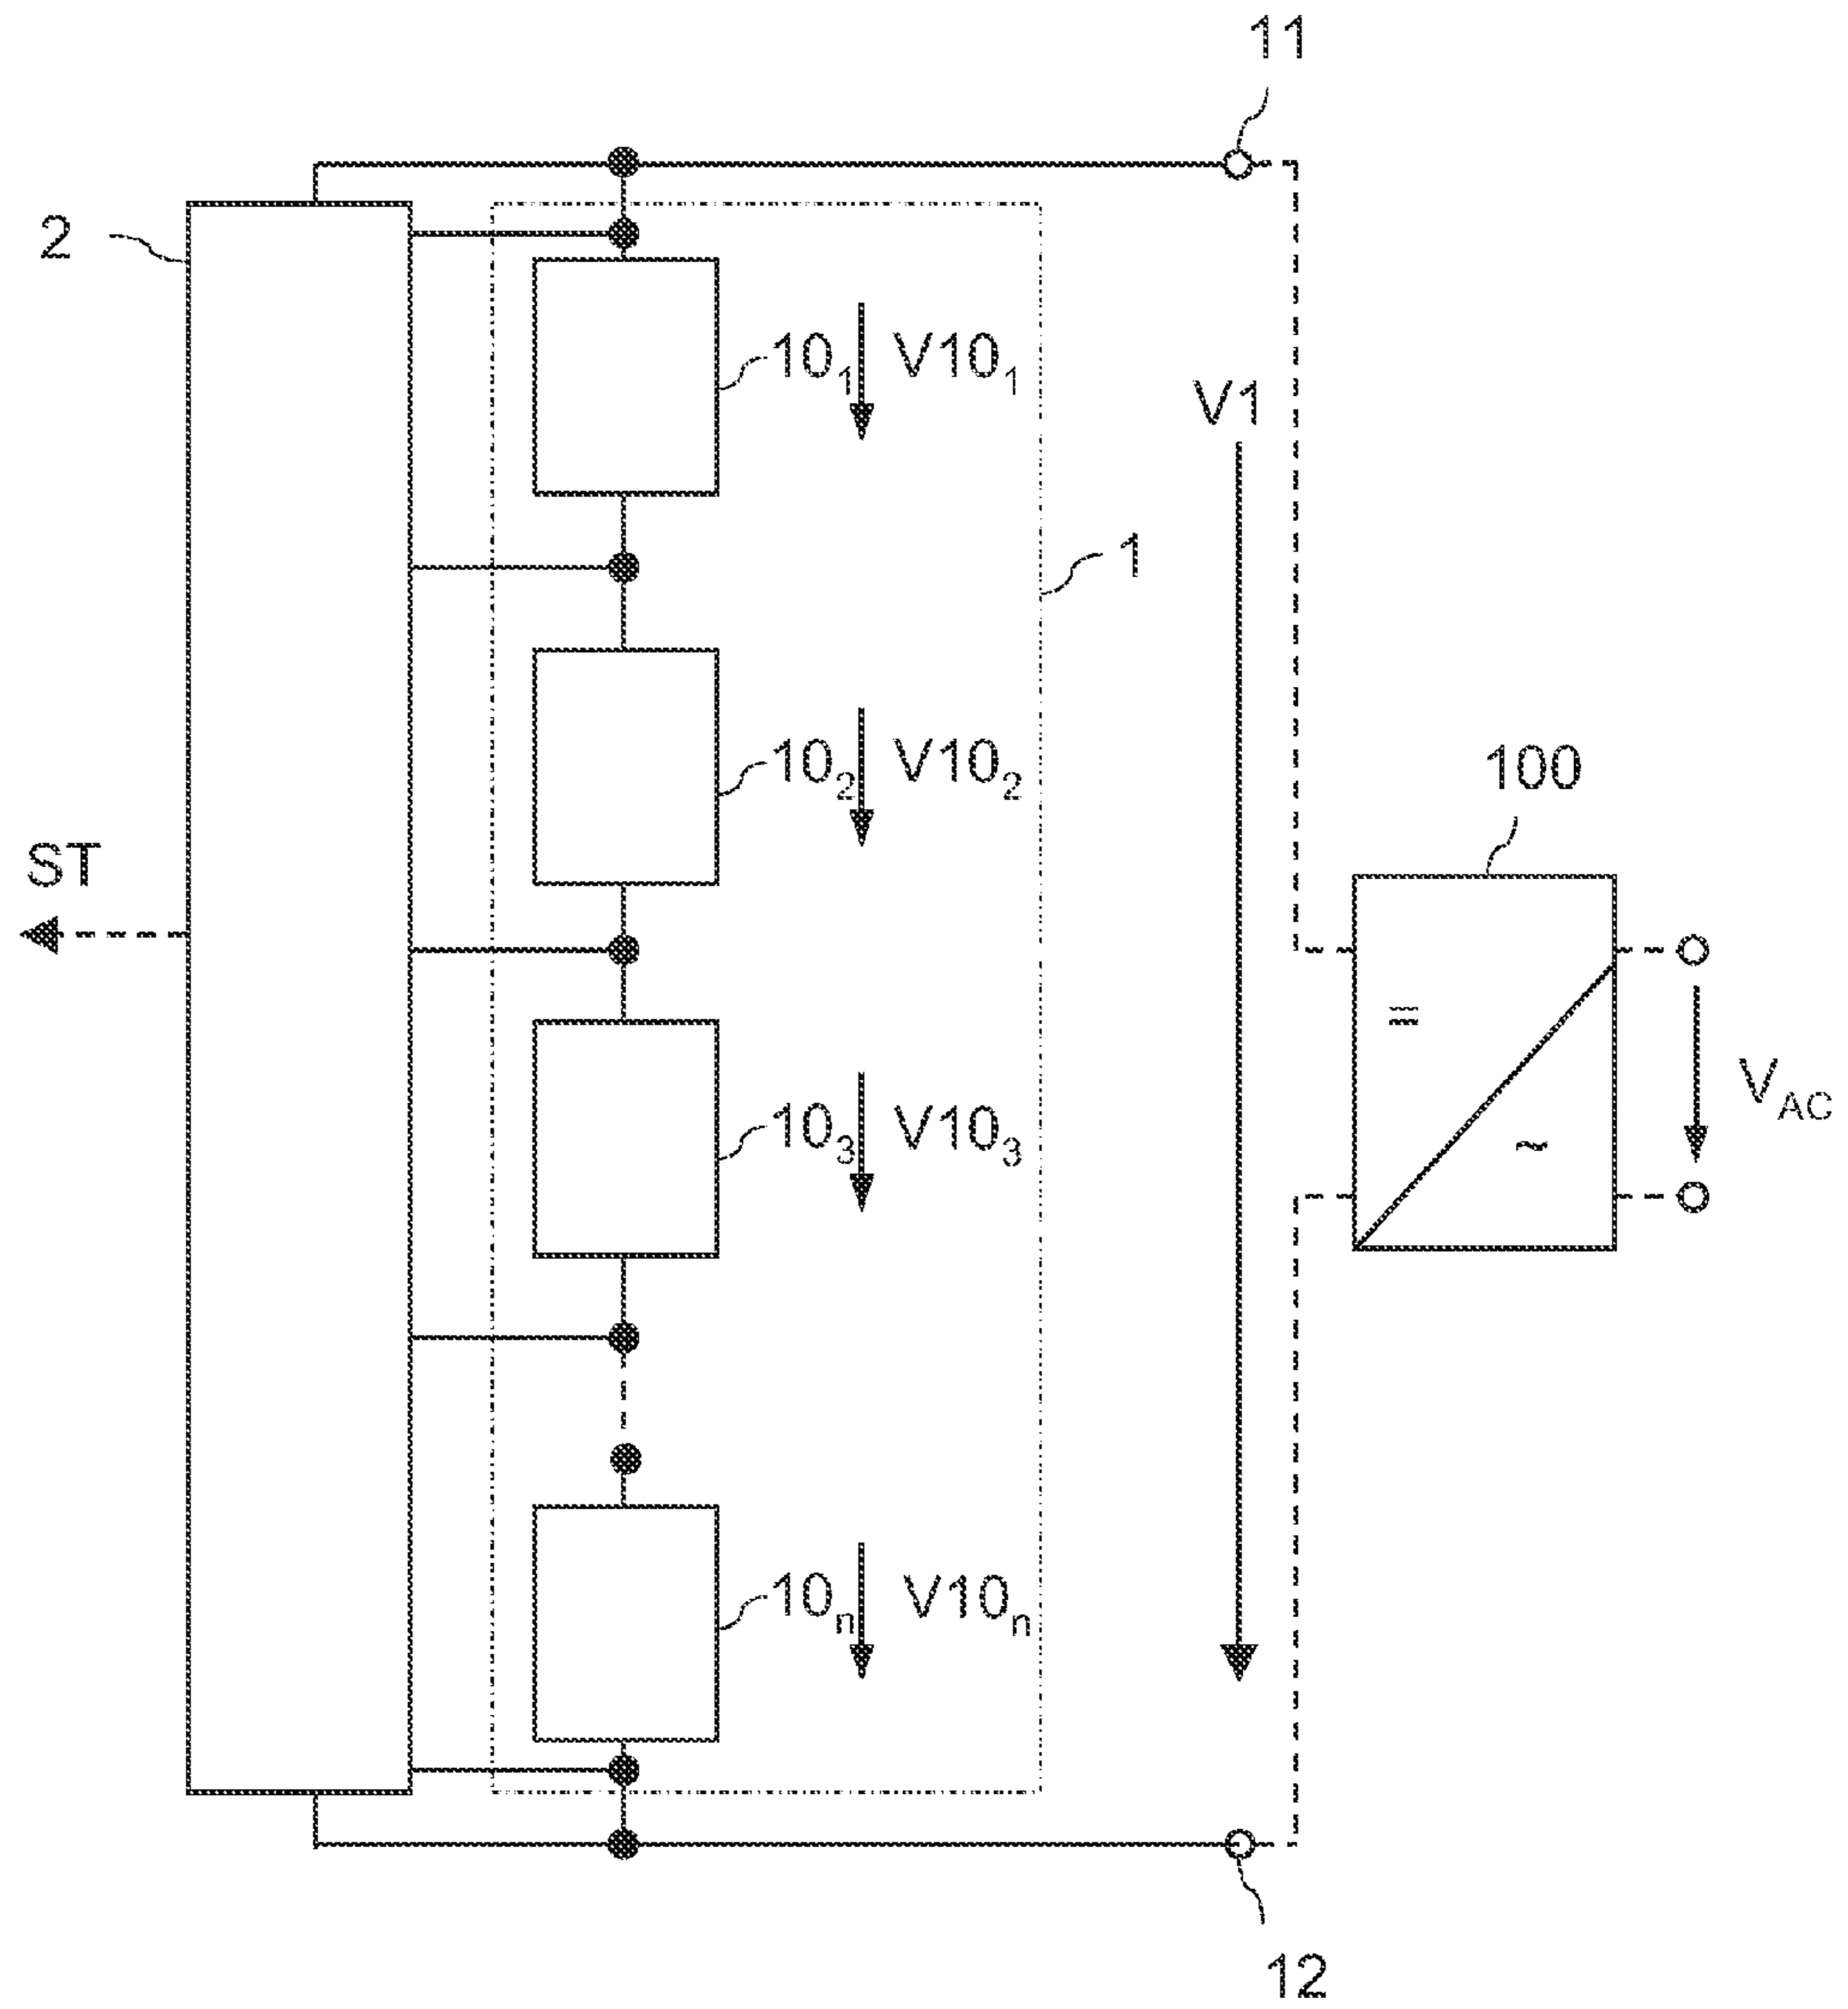 11
2
10₁ V10₁
V1
1
10₂ V10₂
100
ST
=
~
V_AC
10₃ V10₃
10ₙ V10ₙ
12